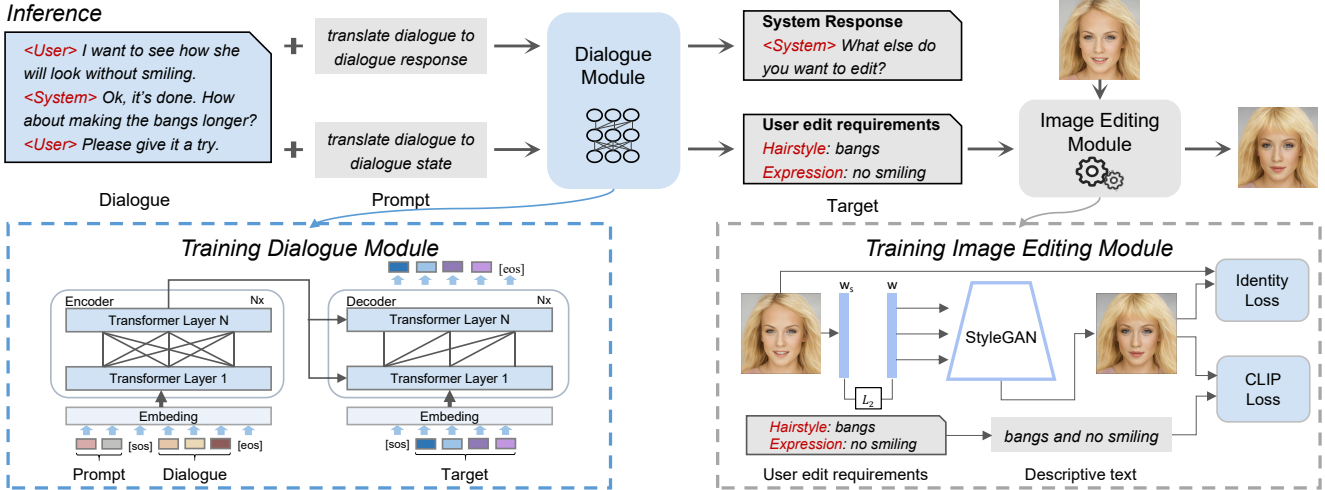 Inference
<User> I want to see how she
will look without smiling.
<System> Ok, it's done. How
about making the bangs longer?
<User> Please give it a try.
+
translate dialogue to
dialogue response
+
translate dialogue to
dialogue state
Dialogue
Module
System Response
<System> What else do
you want to edit?
User edit requirements
Hairstyle: bangs
Expression: no smiling
Image Editing
Module
Dialogue
Prompt
Target
Training Dialogue Module
[eos]
Encoder
Nx
Transformer Layer N
Transformer Layer 1
Embeding
[sos]
[eos]
Prompt
Dialogue
Decoder
Nx
Transformer Layer N
Transformer Layer 1
Embeding
[sos]
Target
Training Image Editing Module
ws
w
L2
StyleGAN
Identity
Loss
CLIP
Loss
Hairstyle: bangs
Expression: no smiling
bangs and no smiling
User edit requirements
Descriptive text